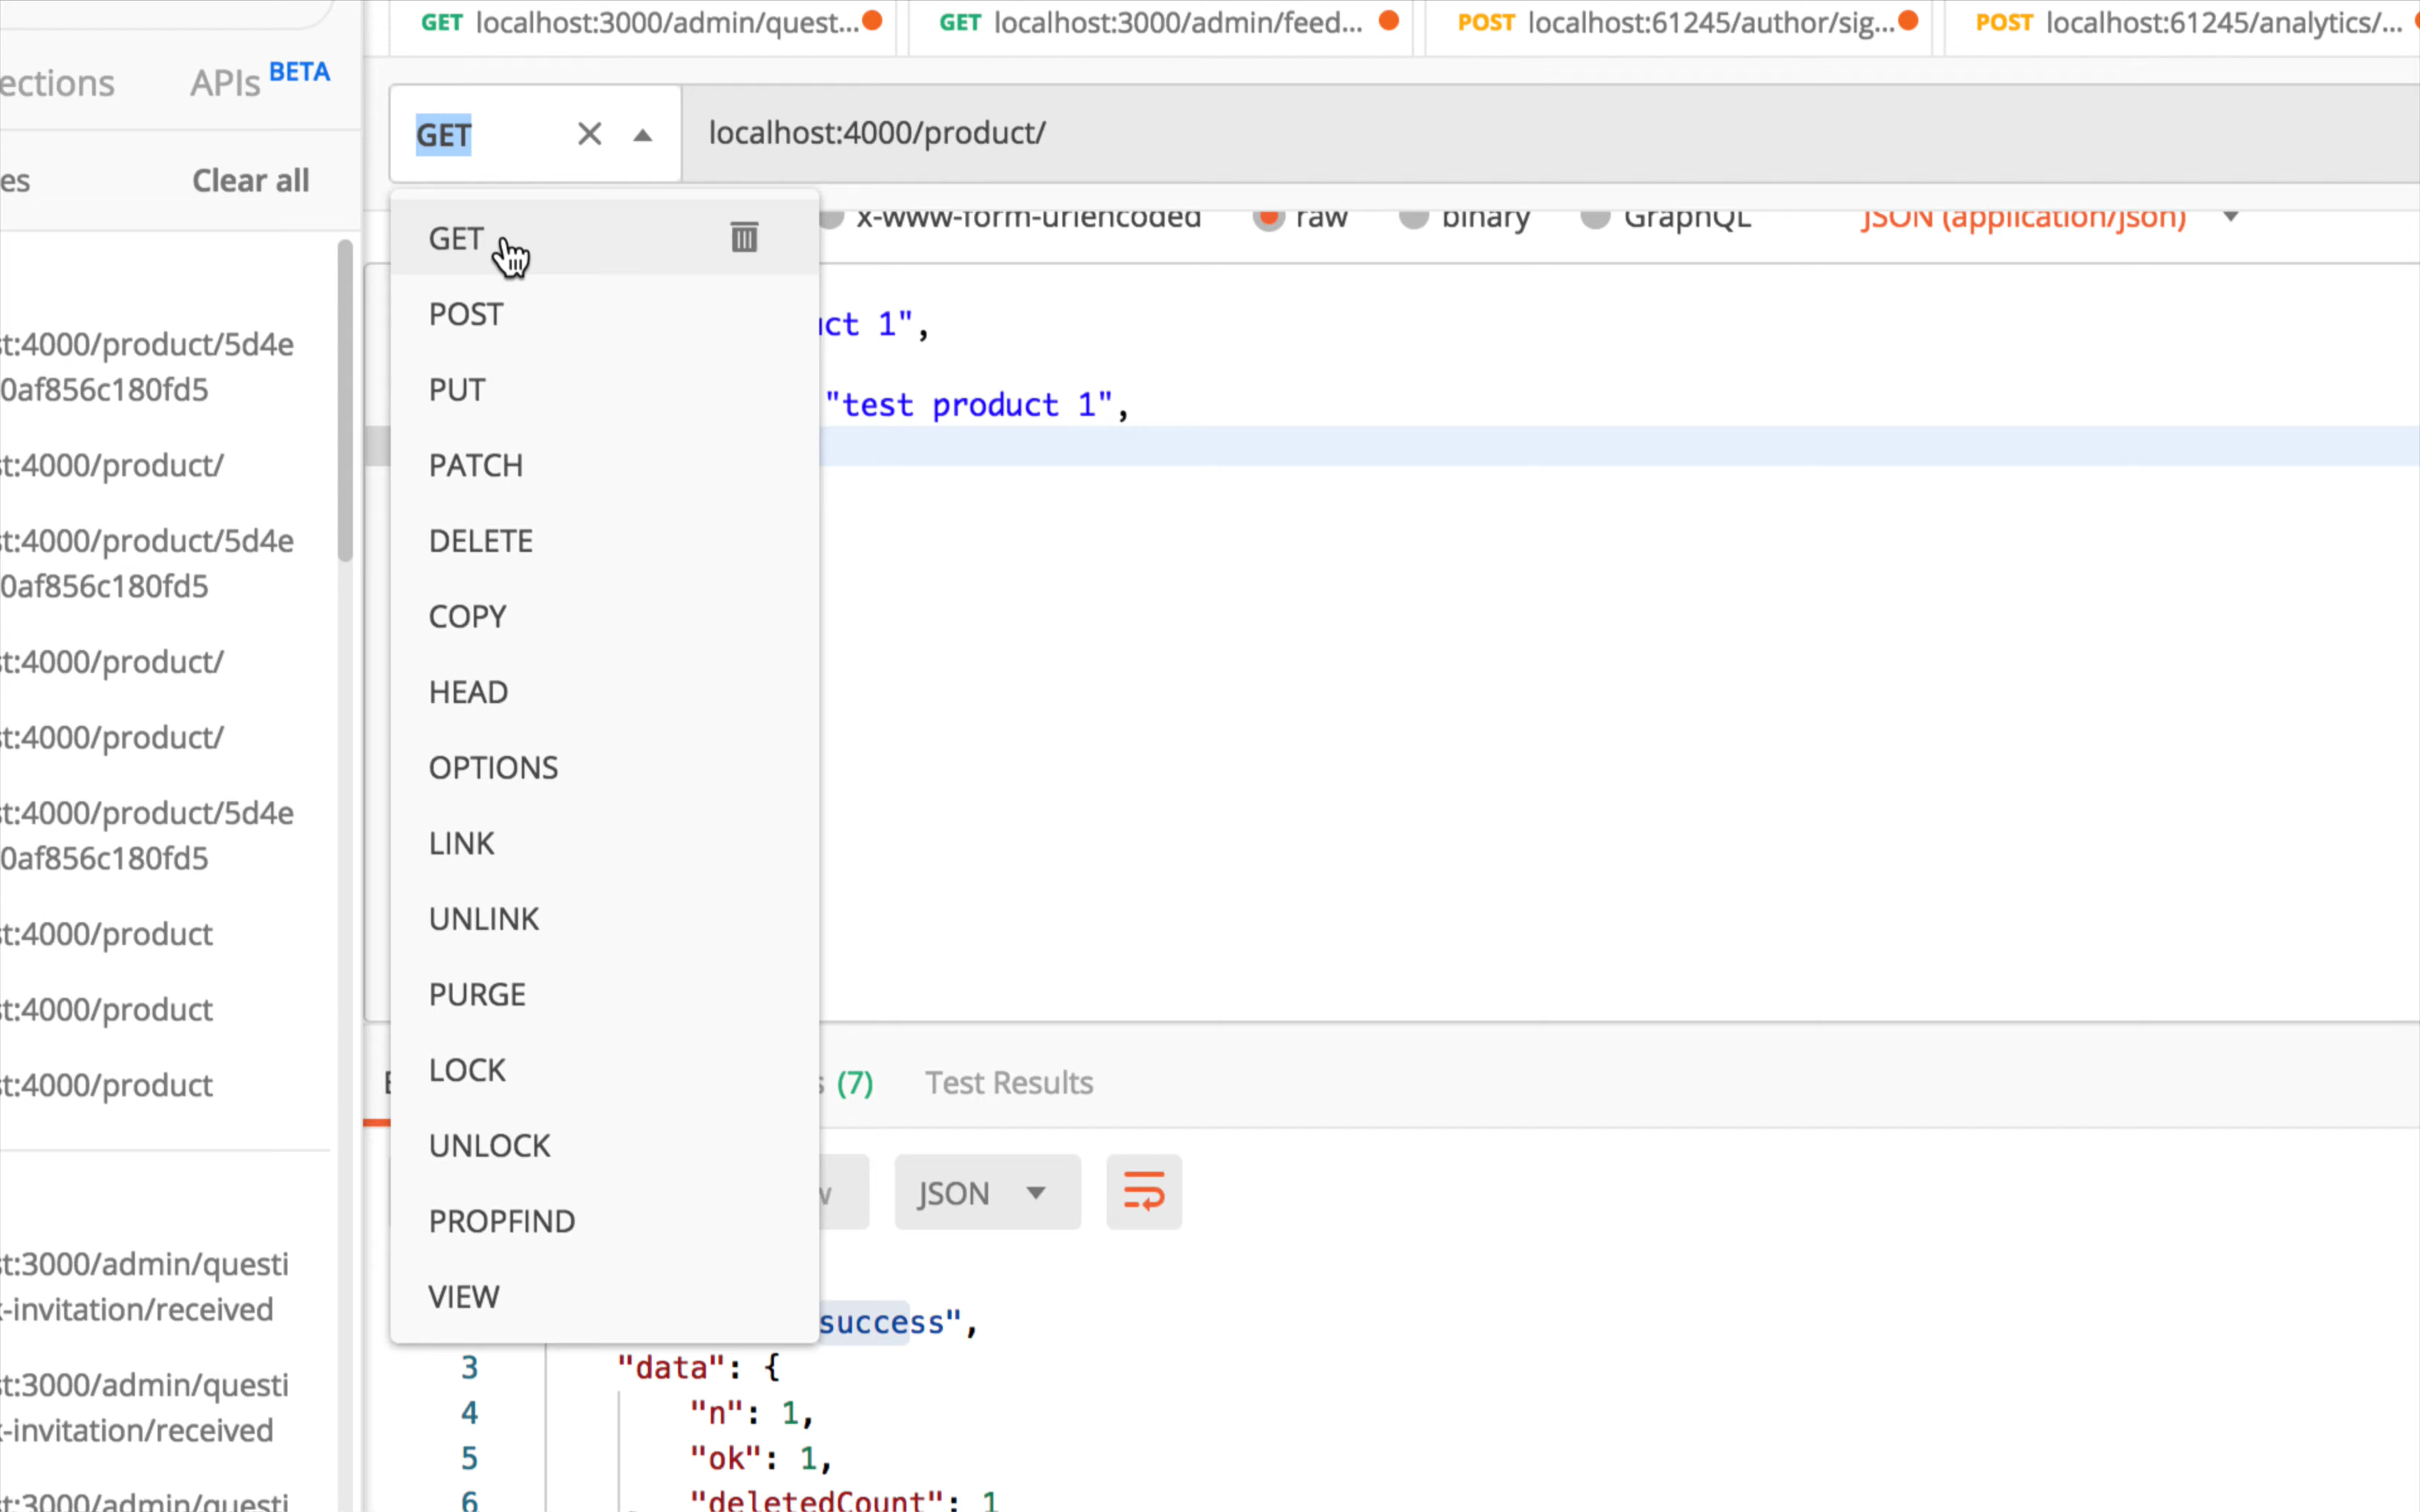 GET localhost:3000/admin/quest...
GET localhost:3000/admin/feed...
POST localhost:61245/author/sig...
POST localhost:61245/analytics/...
ections
APIs BETA
es
Clear all
t:4000/product/5d4e
0af856c180fd5
t:4000/product/
t:4000/product/5d4e
0af856c180fd5
t:4000/product/
t:4000/product/
t:4000/product/5d4e
0af856c180fd5
t:4000/product
t:4000/product
t:4000/product
t:3000/admin/questi
-invitation/received
t:3000/admin/questi
-invitation/received
t:3000/admin/questi
GET
localhost:4000/product/
x-www-form-urlencoded
raw
binary
GraphQL
JSON (application/json)
GET
POST
PUT
PATCH
DELETE
COPY
HEAD
OPTIONS
LINK
UNLINK
PURGE
LOCK
UNLOCK
PROPFIND
VIEW
uct 1",
"test product 1",
s (7)
Test Results
w
JSON
success",
3 "data": {
4 "n": 1,
5 "ok": 1,
6 "deletedCount": 1